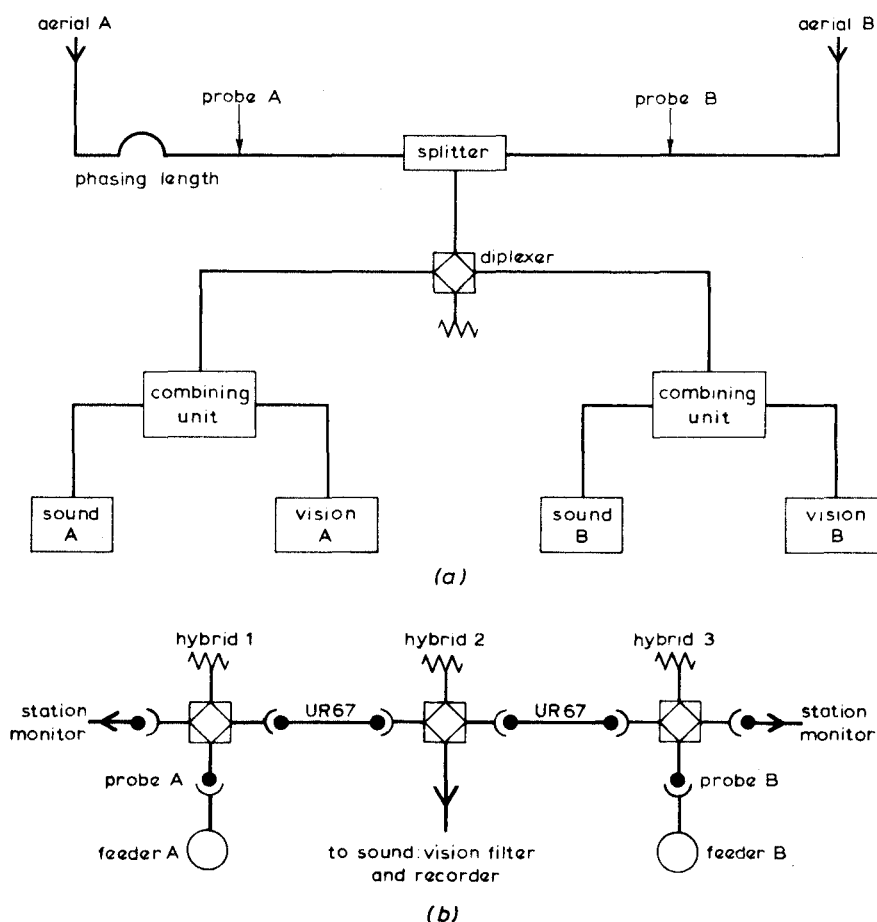 aerial A
aerial B
probe A
probe B
splitter
phasing length
diplexer
combining
unit
combining
unit
sound
A
vision
A
sound
B
vision
B
(a)
hybrid 1
hybrid 2
hybrid 3
station
monitor
UR67
UR67
station
monitor
probe A
probe B
feeder A
to sound:vision filter
and recorder
feeder B
(b)